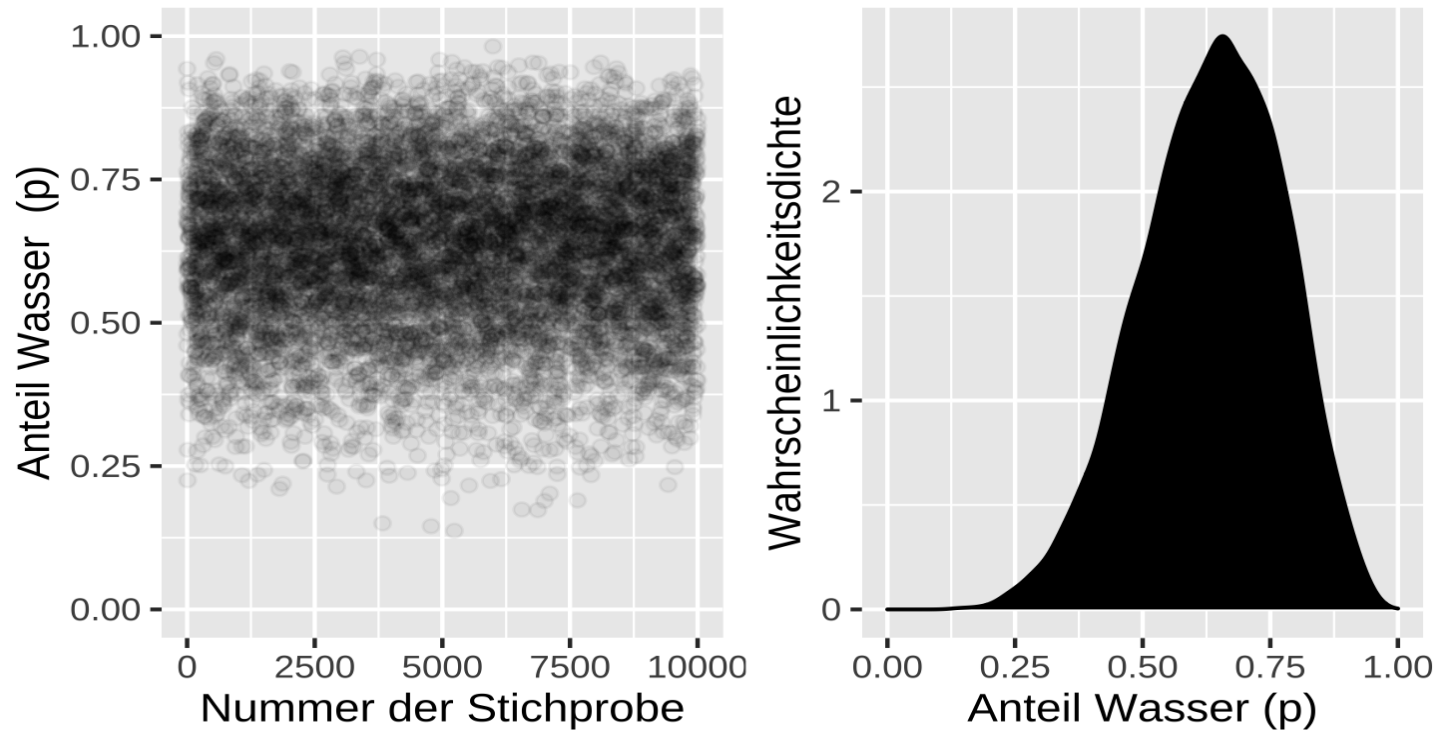 Anteil Wasser (p)
1.00
0.75
0.50
0.25
0.00
0 2500 5000 7500 10000
Nummer der Stichprobe
Wahrscheinlichkeitsdichte
2
1
0
0.00 0.25 0.50 0.75 1.00
Anteil Wasser (p)